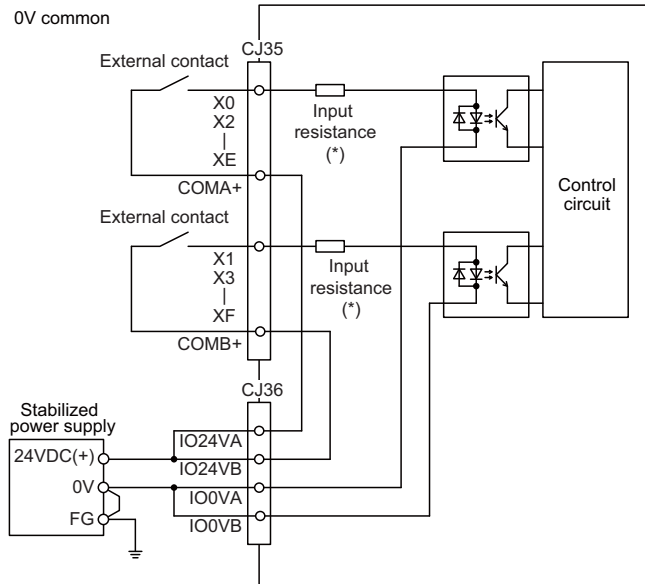 0V common
CJ35
External contact
X0
X2
|
XE
COMA+
Input
resistance
(*)
Control
circuit
External contact
X1
X3
|
XF
COMB+
Input
resistance
(*)
CJ36
Stabilized
power supply
24VDC(+)
0V
FG
IO24VA
IO24VB
IO0VA
IO0VB